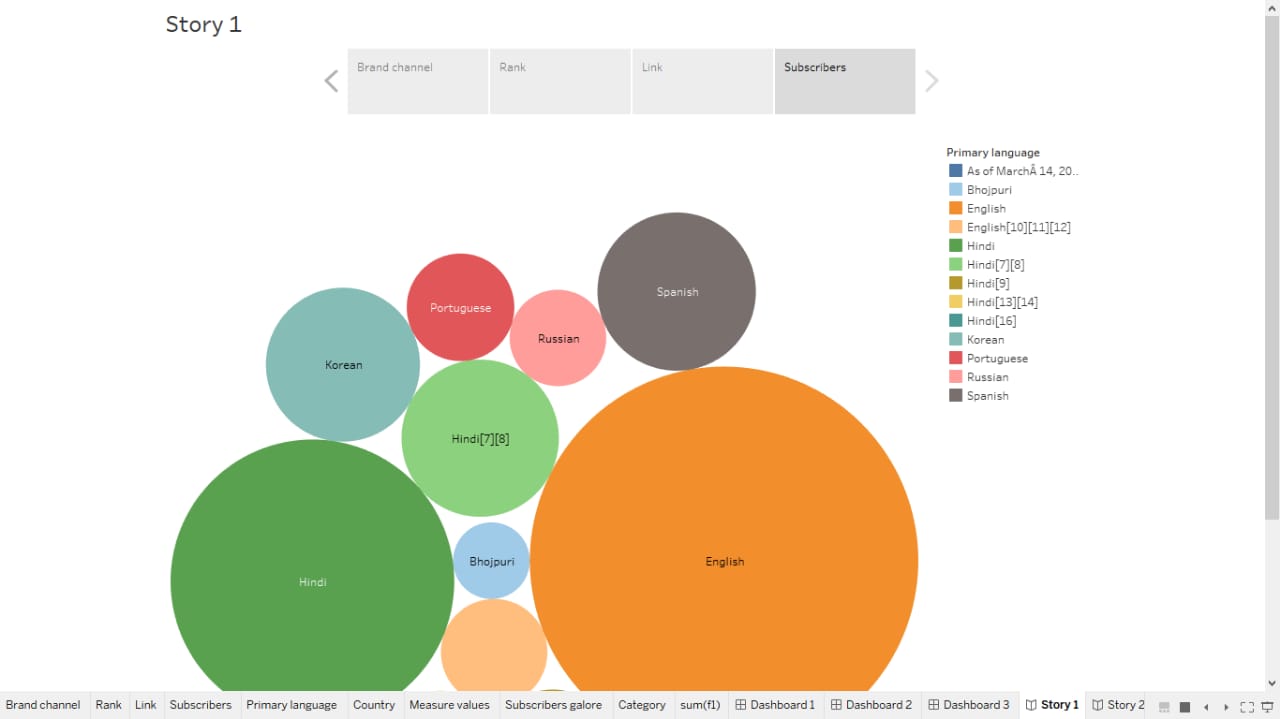 Story 1
Brand channel
Rank
Link
Subscribers
Primary language
As of MarchÂ 14, 20..
Bhojpuri
English
English[10][11][12]
Hindi
Hindi[7][8]
Hindi[9]
Hindi[13][14]
Hindi[16]
Korean
Portuguese
Russian
Spanish
Spanish
Portuguese
Russian
Korean
Hindi[7][8]
Bhojpuri
English
Hindi
Brand channel Rank Link Subscribers Primary language Country Measure values Subscribers galore Category sum(f1) Dashboard 1 Dashboard 2 Dashboard 3 Story 1 Story 2